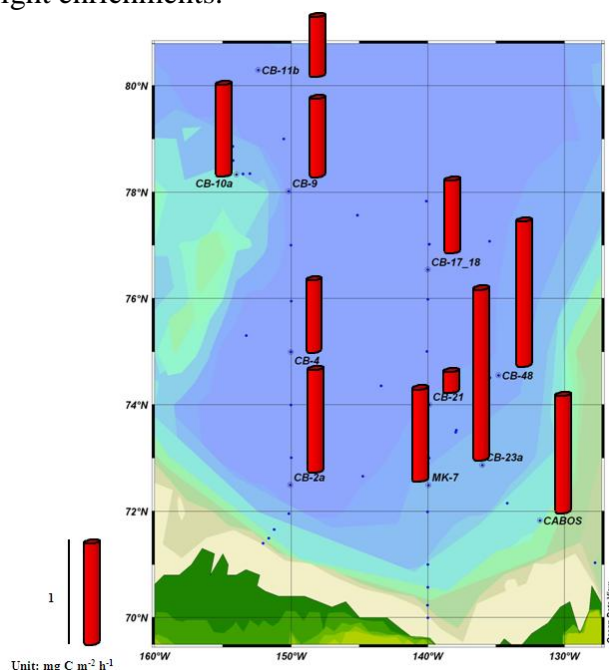 ight enrichments.
CB-11b
80°N
CB-10a
CB-9
78°N
CB-17_18
76°N
CB-4
CB-48
CB-21
74°N
CB-23a
CB-2a
MK-7
72°N
CABOS
1
70°N
160°W
150°W
140°W
130°W
Unit: mg C m⁻² h⁻¹